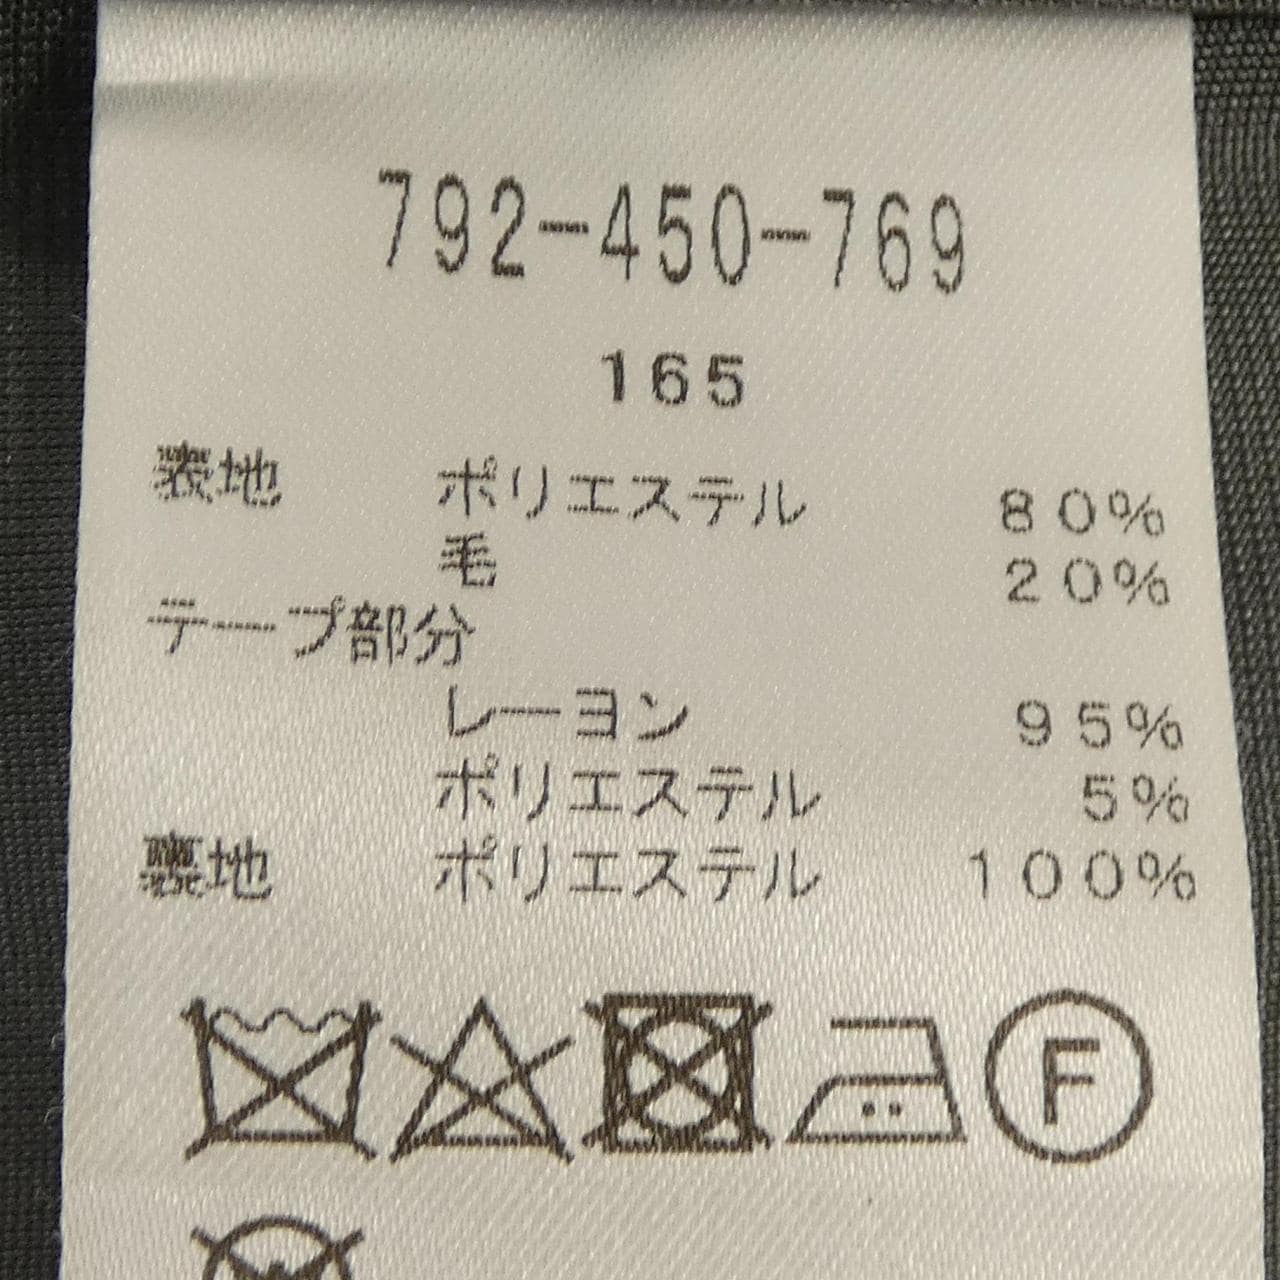 792-450-769
165
表地 ポリエステル 80%
毛 20%
テープ部分
レーヨン 95%
ポリエステル 5%
裏地 ポリエステル 100%
F